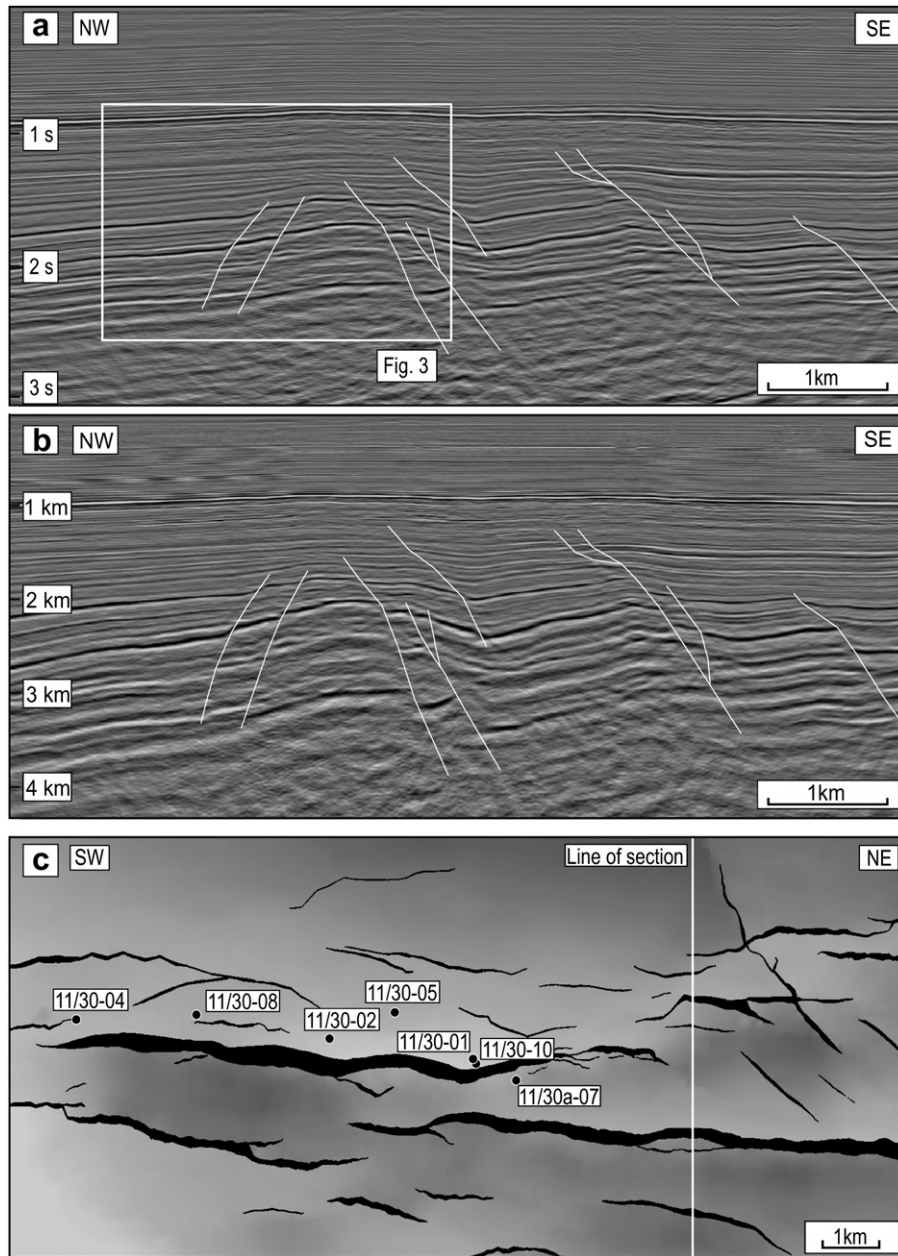 a NW SE
1 s
2 s
Fig. 3
3 s
1km
b NW SE
1 km
2 km
3 km
4 km
1km
c SW Line of section NE
11/30-05
11/30-04 11/30-08
11/30-02
11/30-01
11/30-10
11/30a-07
1km